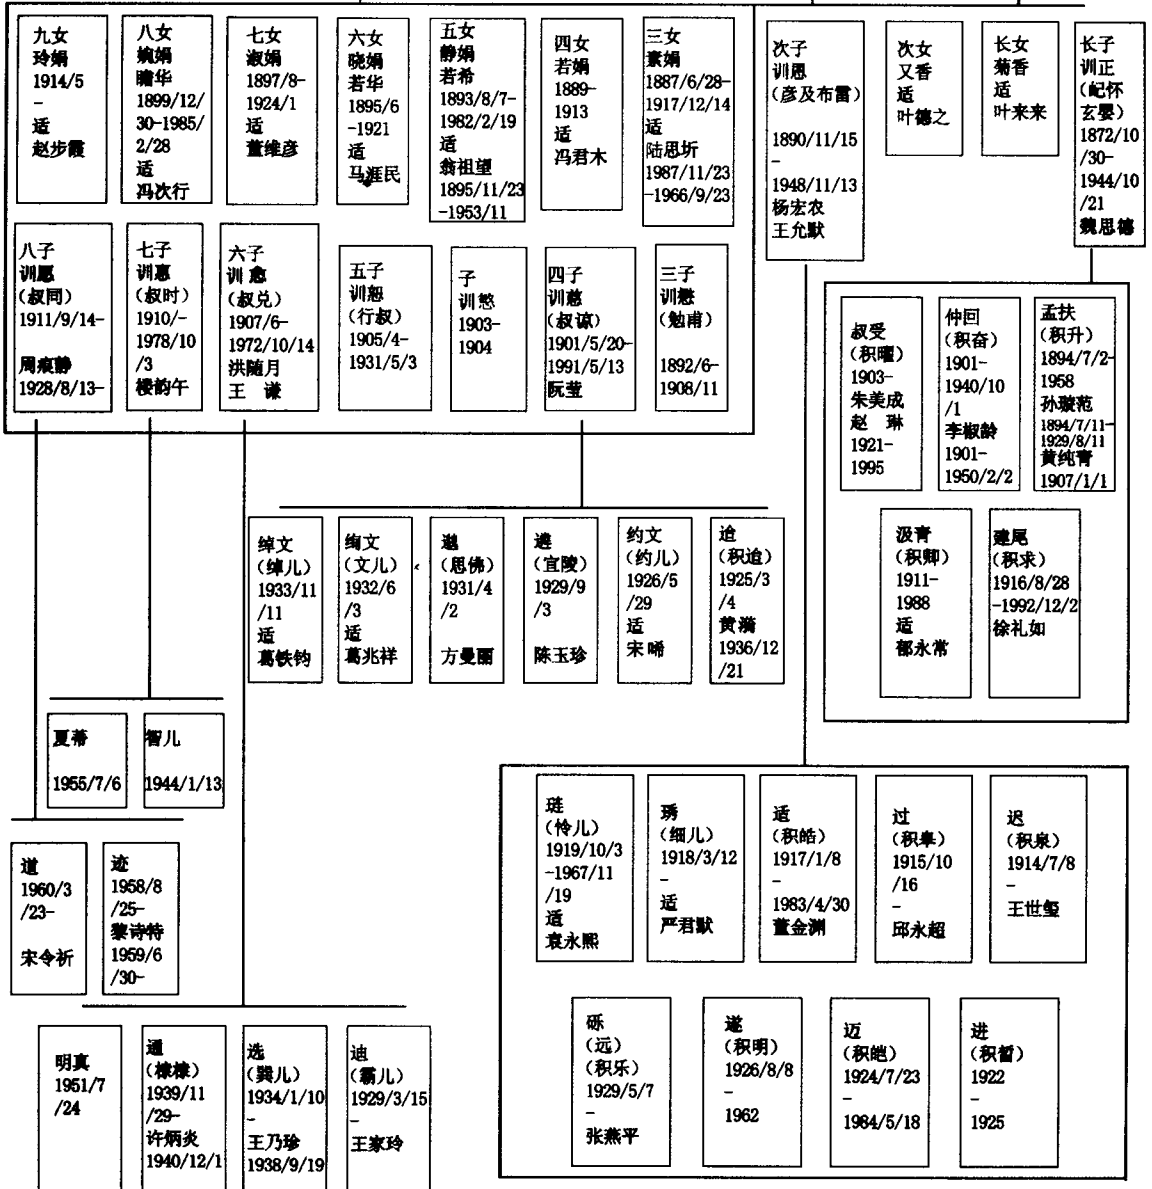 九女
玲娟
1914/5
–
适
赵步霞
八女
婉娟
瞻华
1899/12/
30-1985/
2/28
适
冯次行
七女
淑娟
1897/8-
1924/1
适
董维彦
六女
晓娟
若华
1895/6
-1921
适
马涯民
五女
静娟
若希
1893/8/7-
1982/2/19
适
翁祖望
1895/11/23
-1953/11
四女
若娟
1889-
1913
适
冯君木
三女
素娟
1887/6/28-
1917/12/14
适
陆思圻
1987/11/23
-1966/9/23
次子
训恩
(彦及布雷)
1890/11/15
–
1948/11/13
杨宏农
王允默
次女
又香
适
叶德之
长女
菊香
适
叶来来
长子
训正
(屺怀
玄婴)
1872/10
/30-
1944/10
/21
魏思德
八子
训愿
(叔同)
1911/9/14-
周痕静
1928/8/13-
七子
训惠
(叔时)
1910/-
1978/10
/3
楼韵午
六子
训愈
(叔兑)
1907/6-
1972/10/14
洪随月
王 谦
五子
训恕
(行叔)
1905/4-
1931/5/3
子
训慜
1903-
1904
四子
训慈
(叔谅)
1901/5/20-
1991/5/13
阮莹
三子
训懋
(勉甫)
1892/6-
1908/11
叔受
(积曜)
1903-
朱美成
赵 琳
1921-
1995
仲回
(积奋)
1901-
1940/10
/1
李椒龄
1901-
1950/2/2
孟扶
(积升)
1894/7/2-
1958
孙璇范
1894/7/11-
1929/8/11
黄纯青
1907/1/1
汲青
(积卿)
1911-
1988
适
郁永常
建尾
(积求)
1916/8/28
-1992/12/2
徐礼如
绰文
(绰儿)
1933/11
/11
适
葛铁钧
绚文
(文儿)
1932/6
/3
适
葛兆祥
(思佛)
1931/4
/2
方曼丽
遴
(宜陵)
1929/9
/3
陈玉珍
约文
(约儿)
1926/5
/29
适
宋晞
迨
(积迨)
1925/3
/4
黄漪
1936/12
/21
夏蒂
1955/7/6
智儿
1944/1/13
琏
(怜儿)
1919/10/3
-1967/11
/19
适
袁永熙
琇
(细儿)
1918/3/12
–
适
严君默
适
(积皓)
1917/1/8
–
1983/4/30
董金渊
过
(积皋)
1915/10
/16
–
邱永超
迟
(积泉)
1914/7/8
–
王世玺
道
1960/3
/23-
宋令祈
迹
1958/8
/25-
黎诗特
1959/6
/30-
砾
(远)
(积乐)
1929/5/7
–
张燕平
遂
(积明)
1926/8/8
–
1962
迈
(积皑)
1924/7/23
–
1984/5/18
进
(积皙)
1922
–
1925
明真
1951/7
/24
通
(棣棣)
1939/11
/29-
许炳炎
1940/12/1
选
(巽儿)
1934/1/10
–
王乃珍
1938/9/19
迪
(霸儿)
1929/3/15
–
王家玲